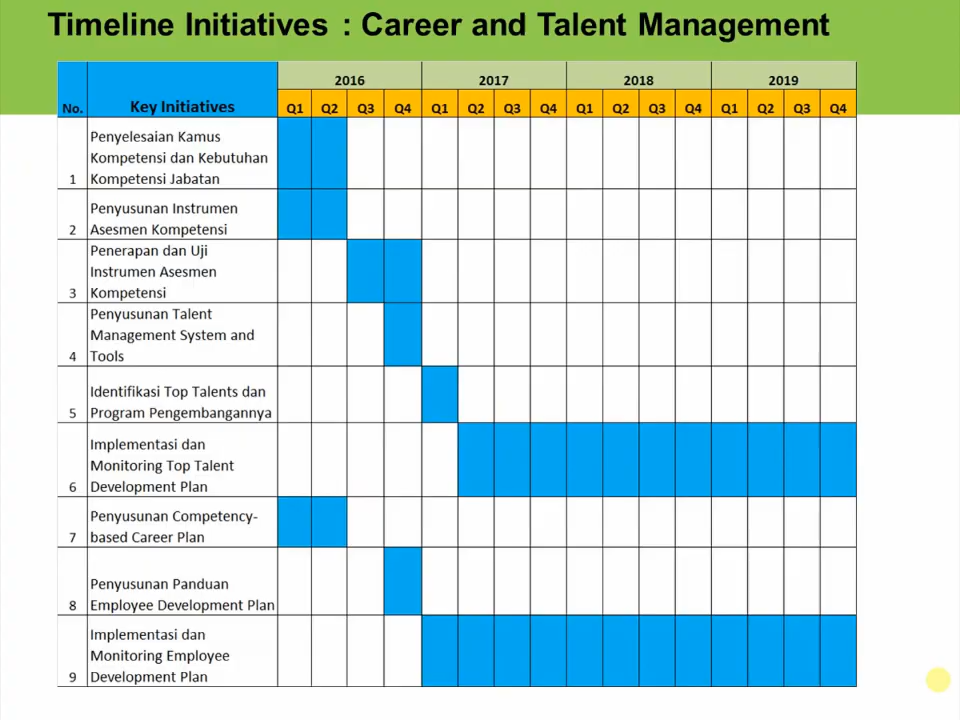 Timeline Initiatives : Career and Talent Management
2016 2017 2018 2019
No. Key Initiatives Q1 Q2 Q3 Q4 Q1 Q2 Q3 Q4 Q1 Q2 Q3 Q4 Q1 Q2 Q3 Q4
Penyelesaian Kamus
Kompetensi dan Kebutuhan
1 Kompetensi Jabatan
Penyusunan Instrumen
2 Asesmen Kompetensi
Penerapan dan Uji
Instrumen Asesmen
3 Kompetensi
Penyusunan Talent
Management System and
4 Tools
Identifikasi Top Talents dan
5 Program Pengembangannya
Implementasi dan
Monitoring Top Talent
6 Development Plan
Penyusunan Competency-
7 based Career Plan
Penyusunan Panduan
8 Employee Development Plan
Implementasi dan
Monitoring Employee
9 Development Plan